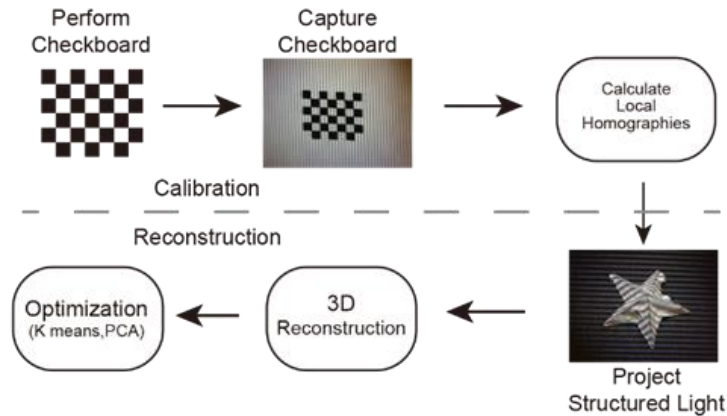 Perform
Checkboard
Capture
Checkboard
Calculate
Local
Homographies
Calibration
Reconstruction
Optimization
(K means,PCA)
3D
Reconstruction
Project
Structured Light